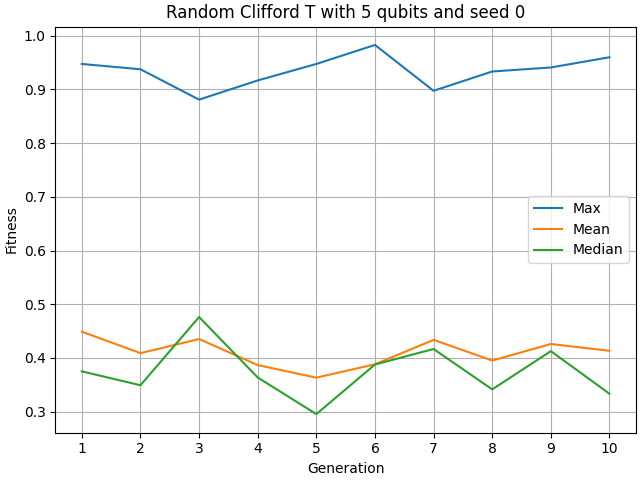 Random Clifford T with 5 qubits and seed 0
1.0
0.9
0.8
0.7
0.6
0.5
0.4
0.3
Fitness
Max
Mean
Median
1 2 3 4 5 6 7 8 9 10
Generation